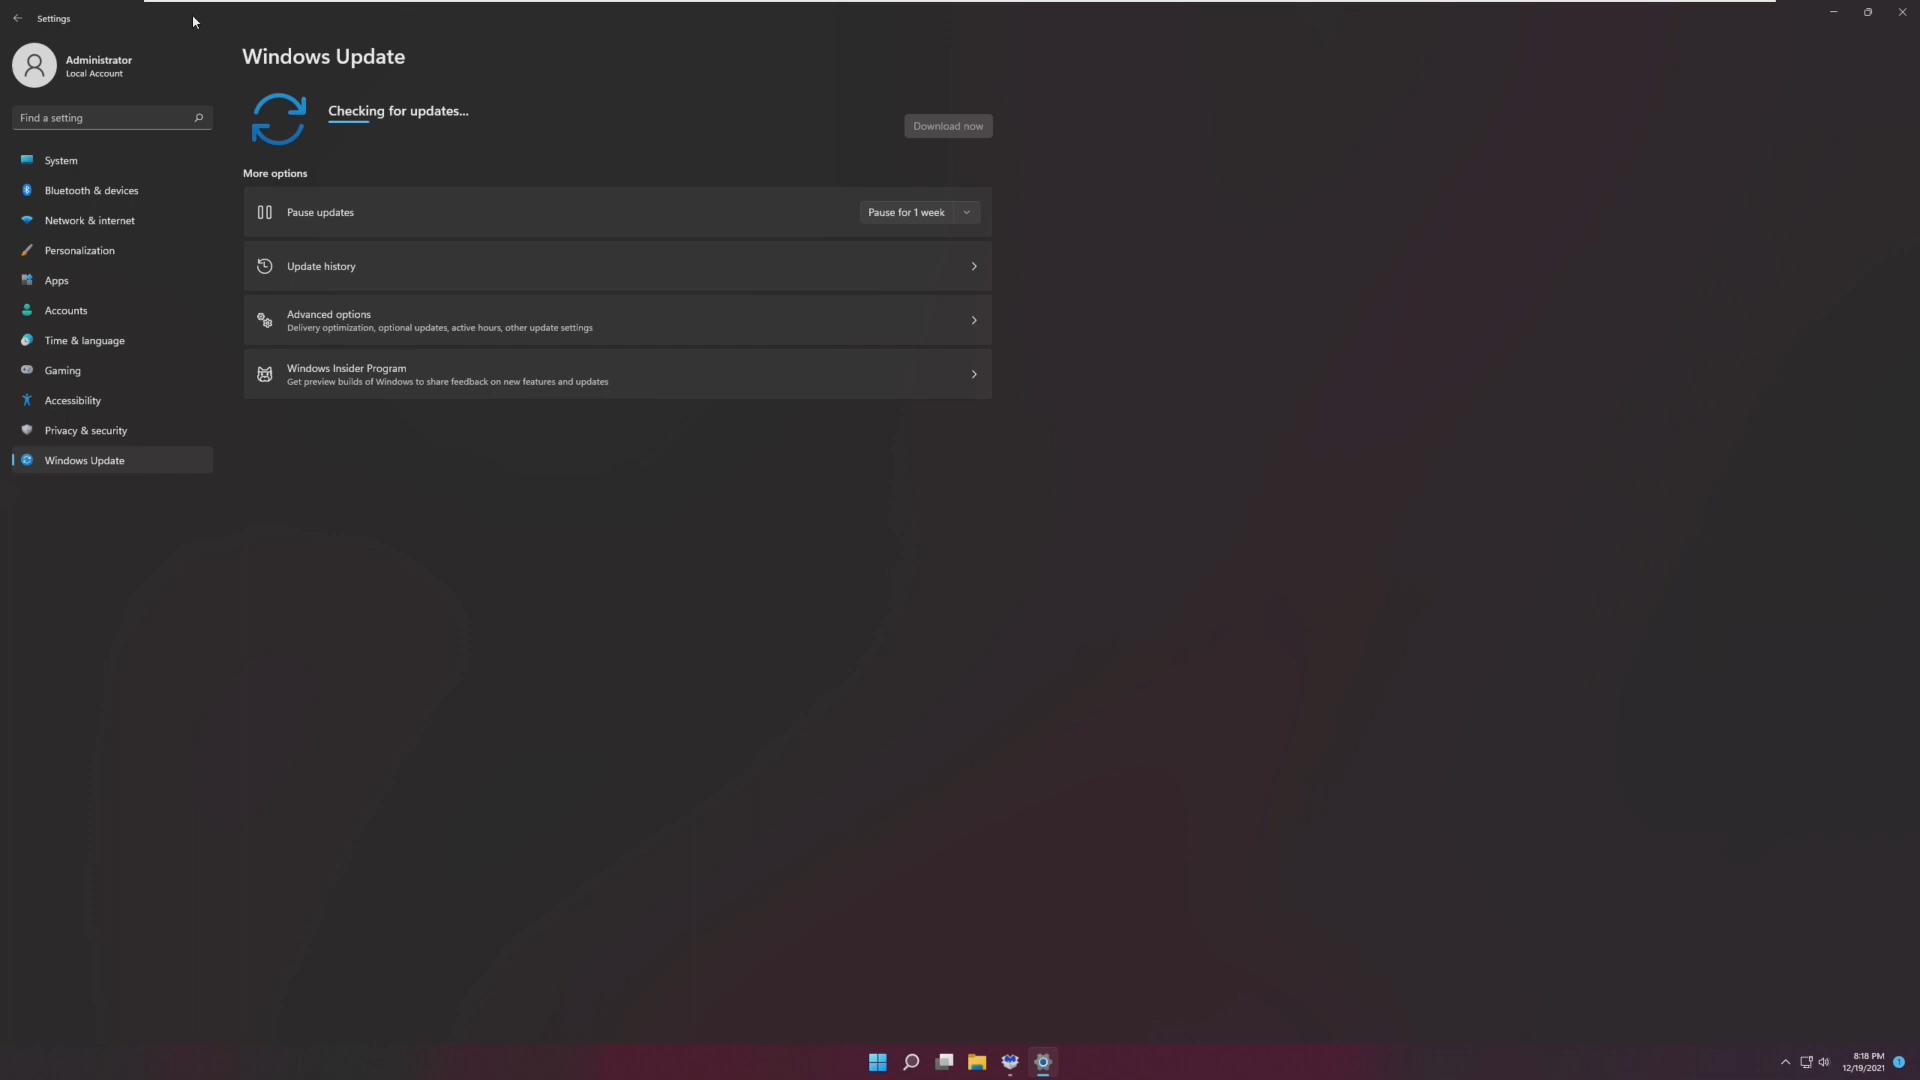 Settings
Administrator
Local Account
Find a setting
System
Bluetooth & devices
Network & internet
Personalization
Apps
Accounts
Time & language
Gaming
Accessibility
Privacy & security
Windows Update
Windows Update
Checking for updates...
Download now
More options
Pause updates
Pause for 1 week
Update history
Advanced options
Delivery optimization, optional updates, active hours, other update settings
Windows Insider Program
Get preview builds of Windows to share feedback on new features and updates
8:18 PM
12/19/2021
1